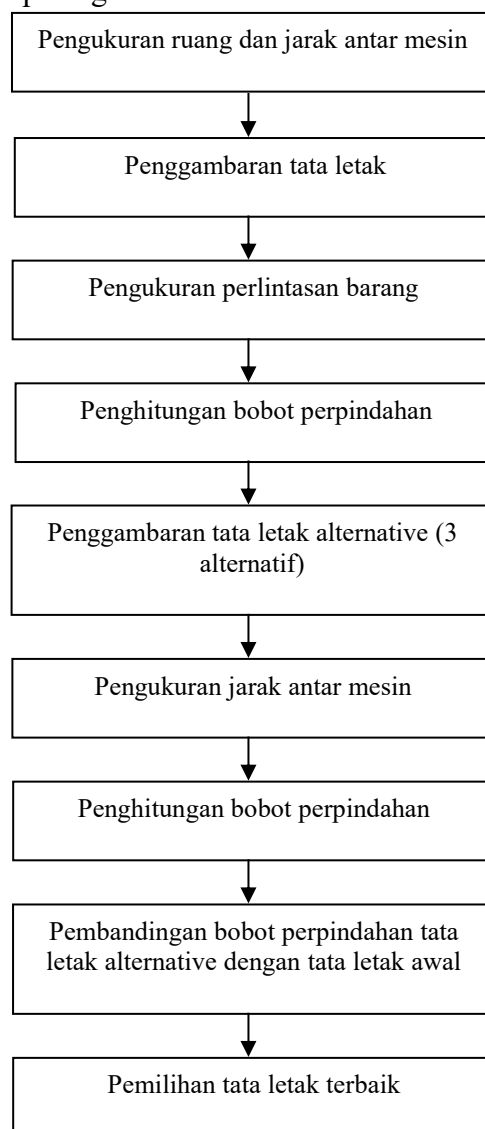 Pengukuran ruang dan jarak antar mesin
Penggambaran tata letak
Pengukuran perlintasan barang
Penghitungan bobot perpindahan
Penggambaran tata letak alternative (3
alternatif)
Pengukuran jarak antar mesin
Penghitungan bobot perpindahan
Pembandingan bobot perpindahan tata
letak alternative dengan tata letak awal
Pemilihan tata letak terbaik